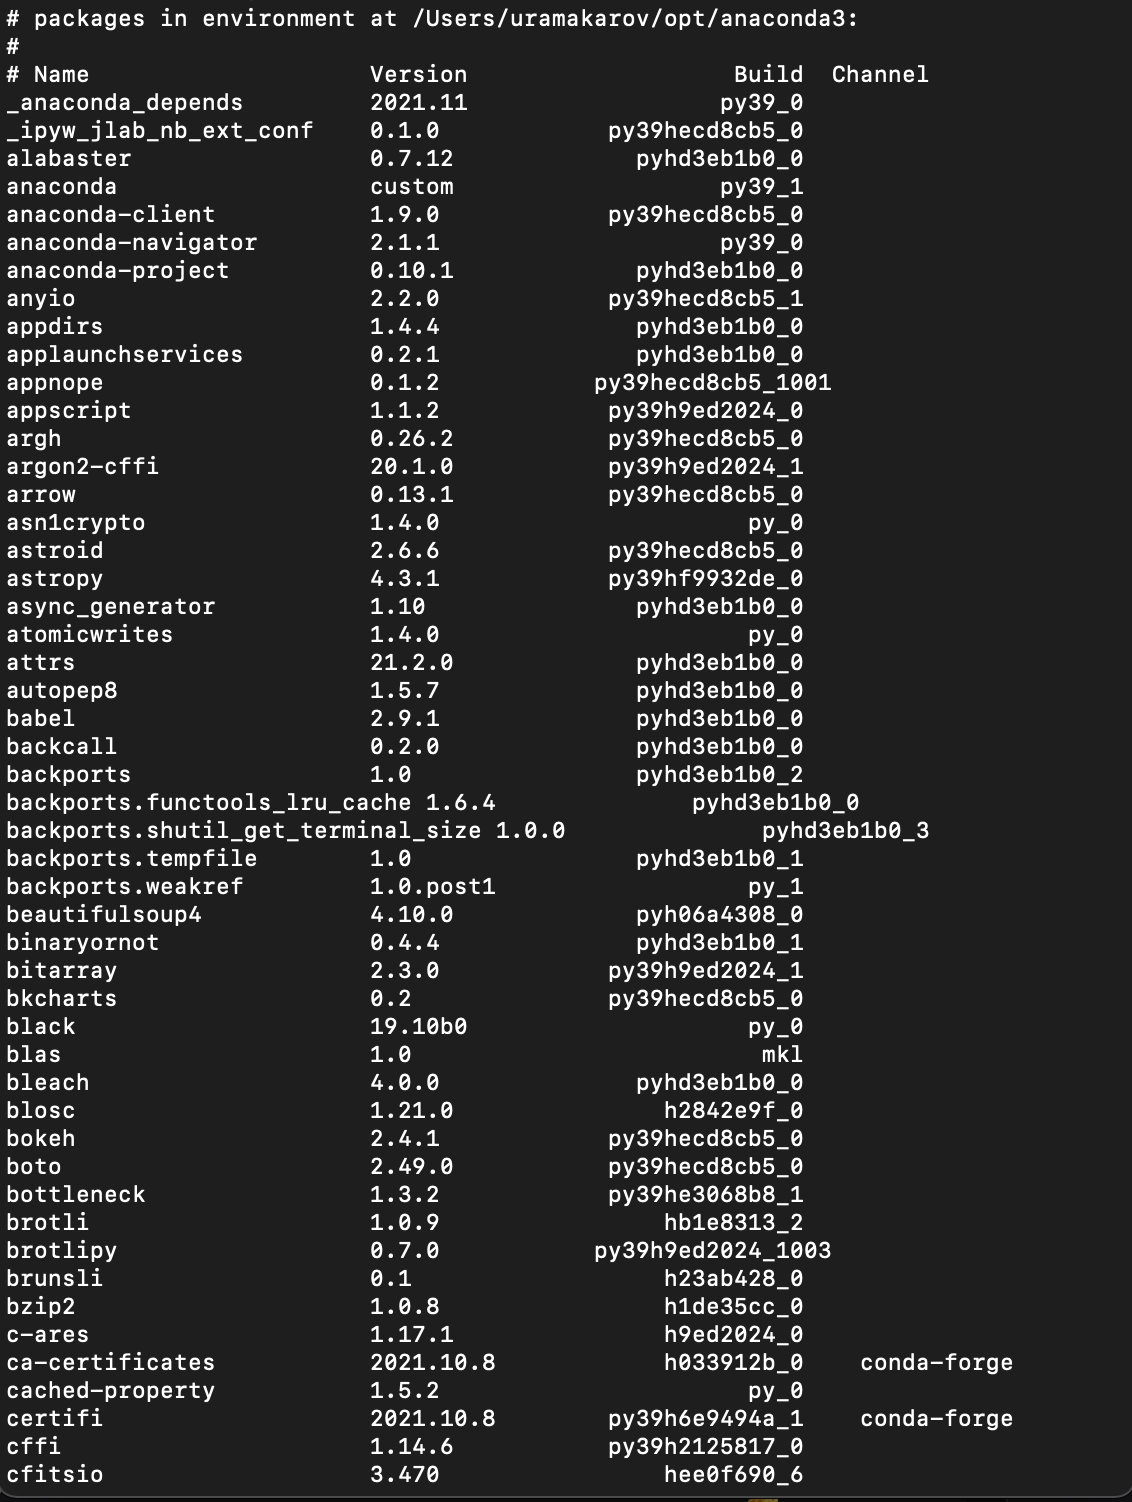 # packages in environment at /Users/uramakarov/opt/anaconda3:
#
# Name                    Version                   Build  Channel
_anaconda_depends         2021.11                  py39_0
_ipyw_jlab_nb_ext_conf    0.1.0            py39hecd8cb5_0
alabaster                 0.7.12             pyhd3eb1b0_0
anaconda                  custom                   py39_1
anaconda-client           1.9.0            py39hecd8cb5_0
anaconda-navigator        2.1.1                    py39_0
anaconda-project          0.10.1             pyhd3eb1b0_0
anyio                     2.2.0            py39hecd8cb5_1
appdirs                   1.4.4              pyhd3eb1b0_0
applaunchservices         0.2.1              pyhd3eb1b0_0
appnope                   0.1.2           py39hecd8cb5_1001
appscript                 1.1.2            py39h9ed2024_0
argh                      0.26.2           py39hecd8cb5_0
argon2-cffi               20.1.0           py39h9ed2024_1
arrow                     0.13.1           py39hecd8cb5_0
asn1crypto                1.4.0                      py_0
astroid                   2.6.6            py39hecd8cb5_0
astropy                   4.3.1            py39hf9932de_0
async_generator           1.10               pyhd3eb1b0_0
atomicwrites              1.4.0                      py_0
attrs                     21.2.0             pyhd3eb1b0_0
autopep8                  1.5.7              pyhd3eb1b0_0
babel                     2.9.1              pyhd3eb1b0_0
backcall                  0.2.0              pyhd3eb1b0_0
backports                 1.0                pyhd3eb1b0_2
backports.functools_lru_cache 1.6.4              pyhd3eb1b0_0
backports.shutil_get_terminal_size 1.0.0              pyhd3eb1b0_3
backports.tempfile        1.0                pyhd3eb1b0_1
backports.weakref         1.0.post1                  py_1
beautifulsoup4            4.10.0             pyh06a4308_0
binaryornot               0.4.4              pyhd3eb1b0_1
bitarray                  2.3.0            py39h9ed2024_1
bkcharts                  0.2              py39hecd8cb5_0
black                     19.10b0                    py_0
blas                      1.0                         mkl
bleach                    4.0.0              pyhd3eb1b0_0
blosc                     1.21.0               h2842e9f_0
bokeh                     2.4.1            py39hecd8cb5_0
boto                      2.49.0           py39hecd8cb5_0
bottleneck                1.3.2            py39he3068b8_1
brotli                    1.0.9                hb1e8313_2
brotlipy                  0.7.0           py39h9ed2024_1003
brunsli                   0.1                  h23ab428_0
bzip2                     1.0.8                h1de35cc_0
c-ares                    1.17.1               h9ed2024_0
ca-certificates           2021.10.8            h033912b_0    conda-forge
cached-property           1.5.2                      py_0
certifi                   2021.10.8        py39h6e9494a_1    conda-forge
cffi                      1.14.6           py39h2125817_0
cfitsio                   3.470                hee0f690_6